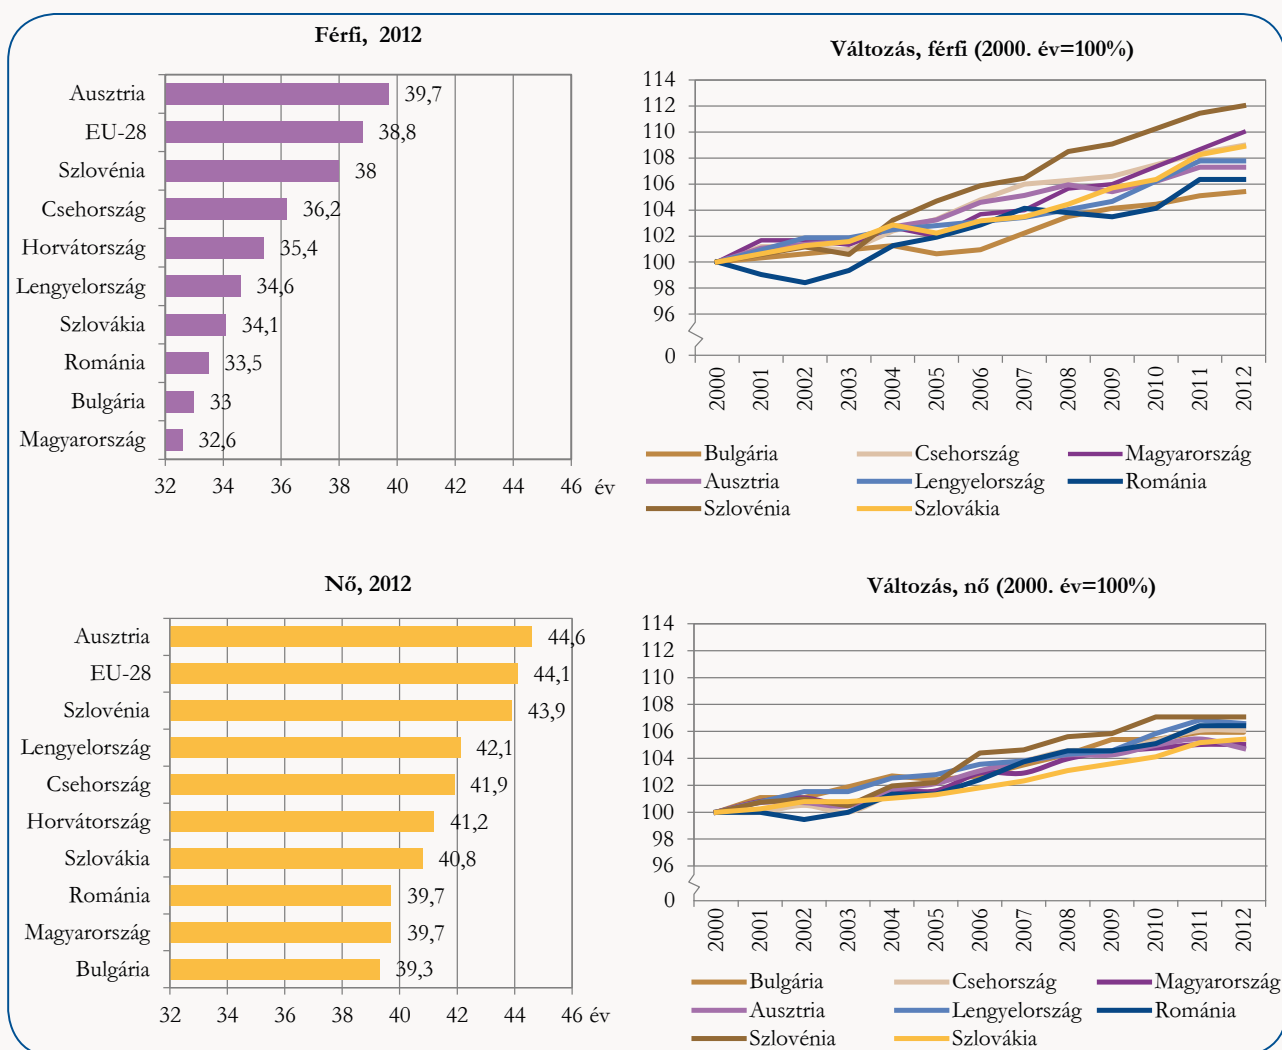 Férfi, 2012
Ausztria 39,7
EU-28 38,8
Szlovénia 38
Csehország 36,2
Horvátország 35,4
Lengyelország 34,6
Szlovákia 34,1
Románia 33,5
Bulgária 33
Magyarország 32,6
32 34 36 38 40 42 44 46 év
Változás, férfi (2000. év=100%)
114
112
110
108
106
104
102
100
98
96
0
2000 2001 2002 2003 2004 2005 2006 2007 2008 2009 2010 2011 2012
Bulgária Csehország Magyarország
Ausztria Lengyelország Románia
Szlovénia Szlovákia
Nő, 2012
Ausztria 44,6
EU-28 44,1
Szlovénia 43,9
Lengyelország 42,1
Csehország 41,9
Horvátország 41,2
Szlovákia 40,8
Románia 39,7
Magyarország 39,7
Bulgária 39,3
32 34 36 38 40 42 44 46 év
Változás, nő (2000. év=100%)
114
112
110
108
106
104
102
100
98
96
0
2000 2001 2002 2003 2004 2005 2006 2007 2008 2009 2010 2011 2012
Bulgária Csehország Magyarország
Ausztria Lengyelország Románia
Szlovénia Szlovákia